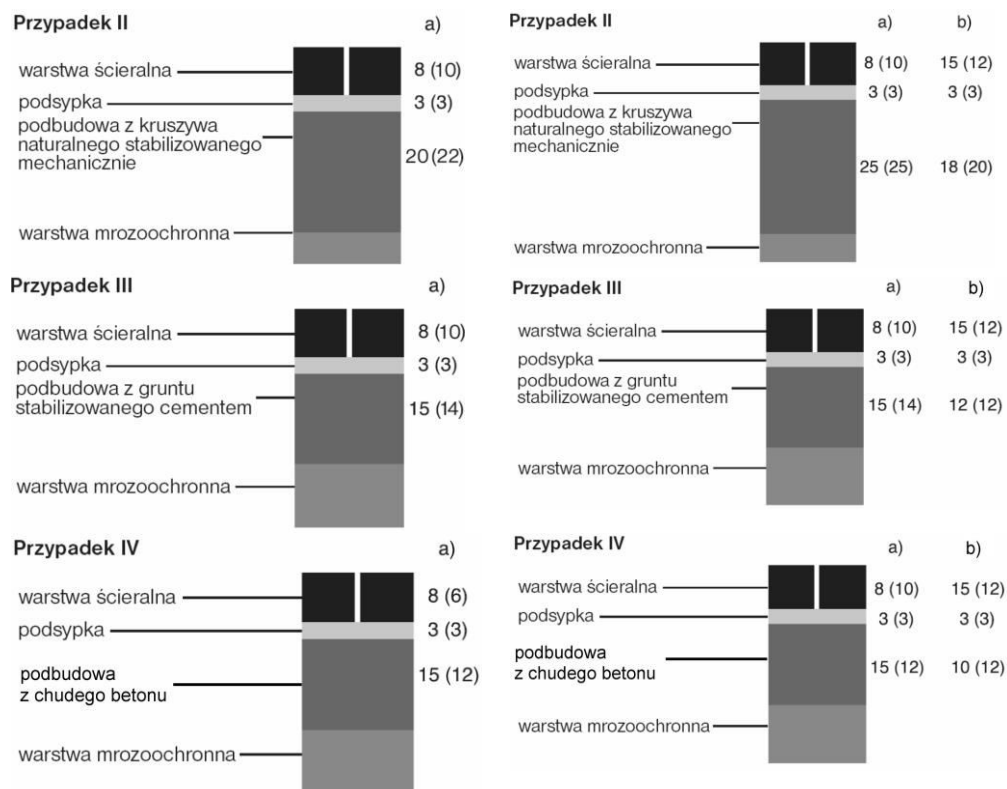 Przypadek II a)
warstwa ścieralna 8 (10)
podsypka 3 (3)
podbudowa z kruszywa
naturalnego stabilizowanego
mechanicznie 20 (22)
warstwa mrozoochronna
Przypadek III a)
warstwa ścieralna 8 (10)
podsypka 3 (3)
podbudowa z gruntu
stabilizowanego cementem 15 (14)
warstwa mrozoochronna
Przypadek IV a)
warstwa ścieralna 8 (6)
podsypka 3 (3)
podbudowa 15 (12)
z chudego betonu
warstwa mrozoochronna
Przypadek II a) b)
warstwa ścieralna 8 (10) 15 (12)
podsypka 3 (3) 3 (3)
podbudowa z kruszywa
naturalnego stabilizowanego
mechanicznie
25 (25) 18 (20)
warstwa mrozoochronna
Przypadek III a) b)
warstwa ścieralna 8 (10) 15 (12)
podsypka 3 (3) 3 (3)
podbudowa z gruntu
stabilizowanego cementem
15 (14) 12 (12)
warstwa mrozoochronna
Przypadek IV a) b)
warstwa ścieralna 8 (10) 15 (12)
podsypka 3 (3) 3 (3)
podbudowa
z chudego betonu 15 (12) 10 (12)
warstwa mrozoochronna